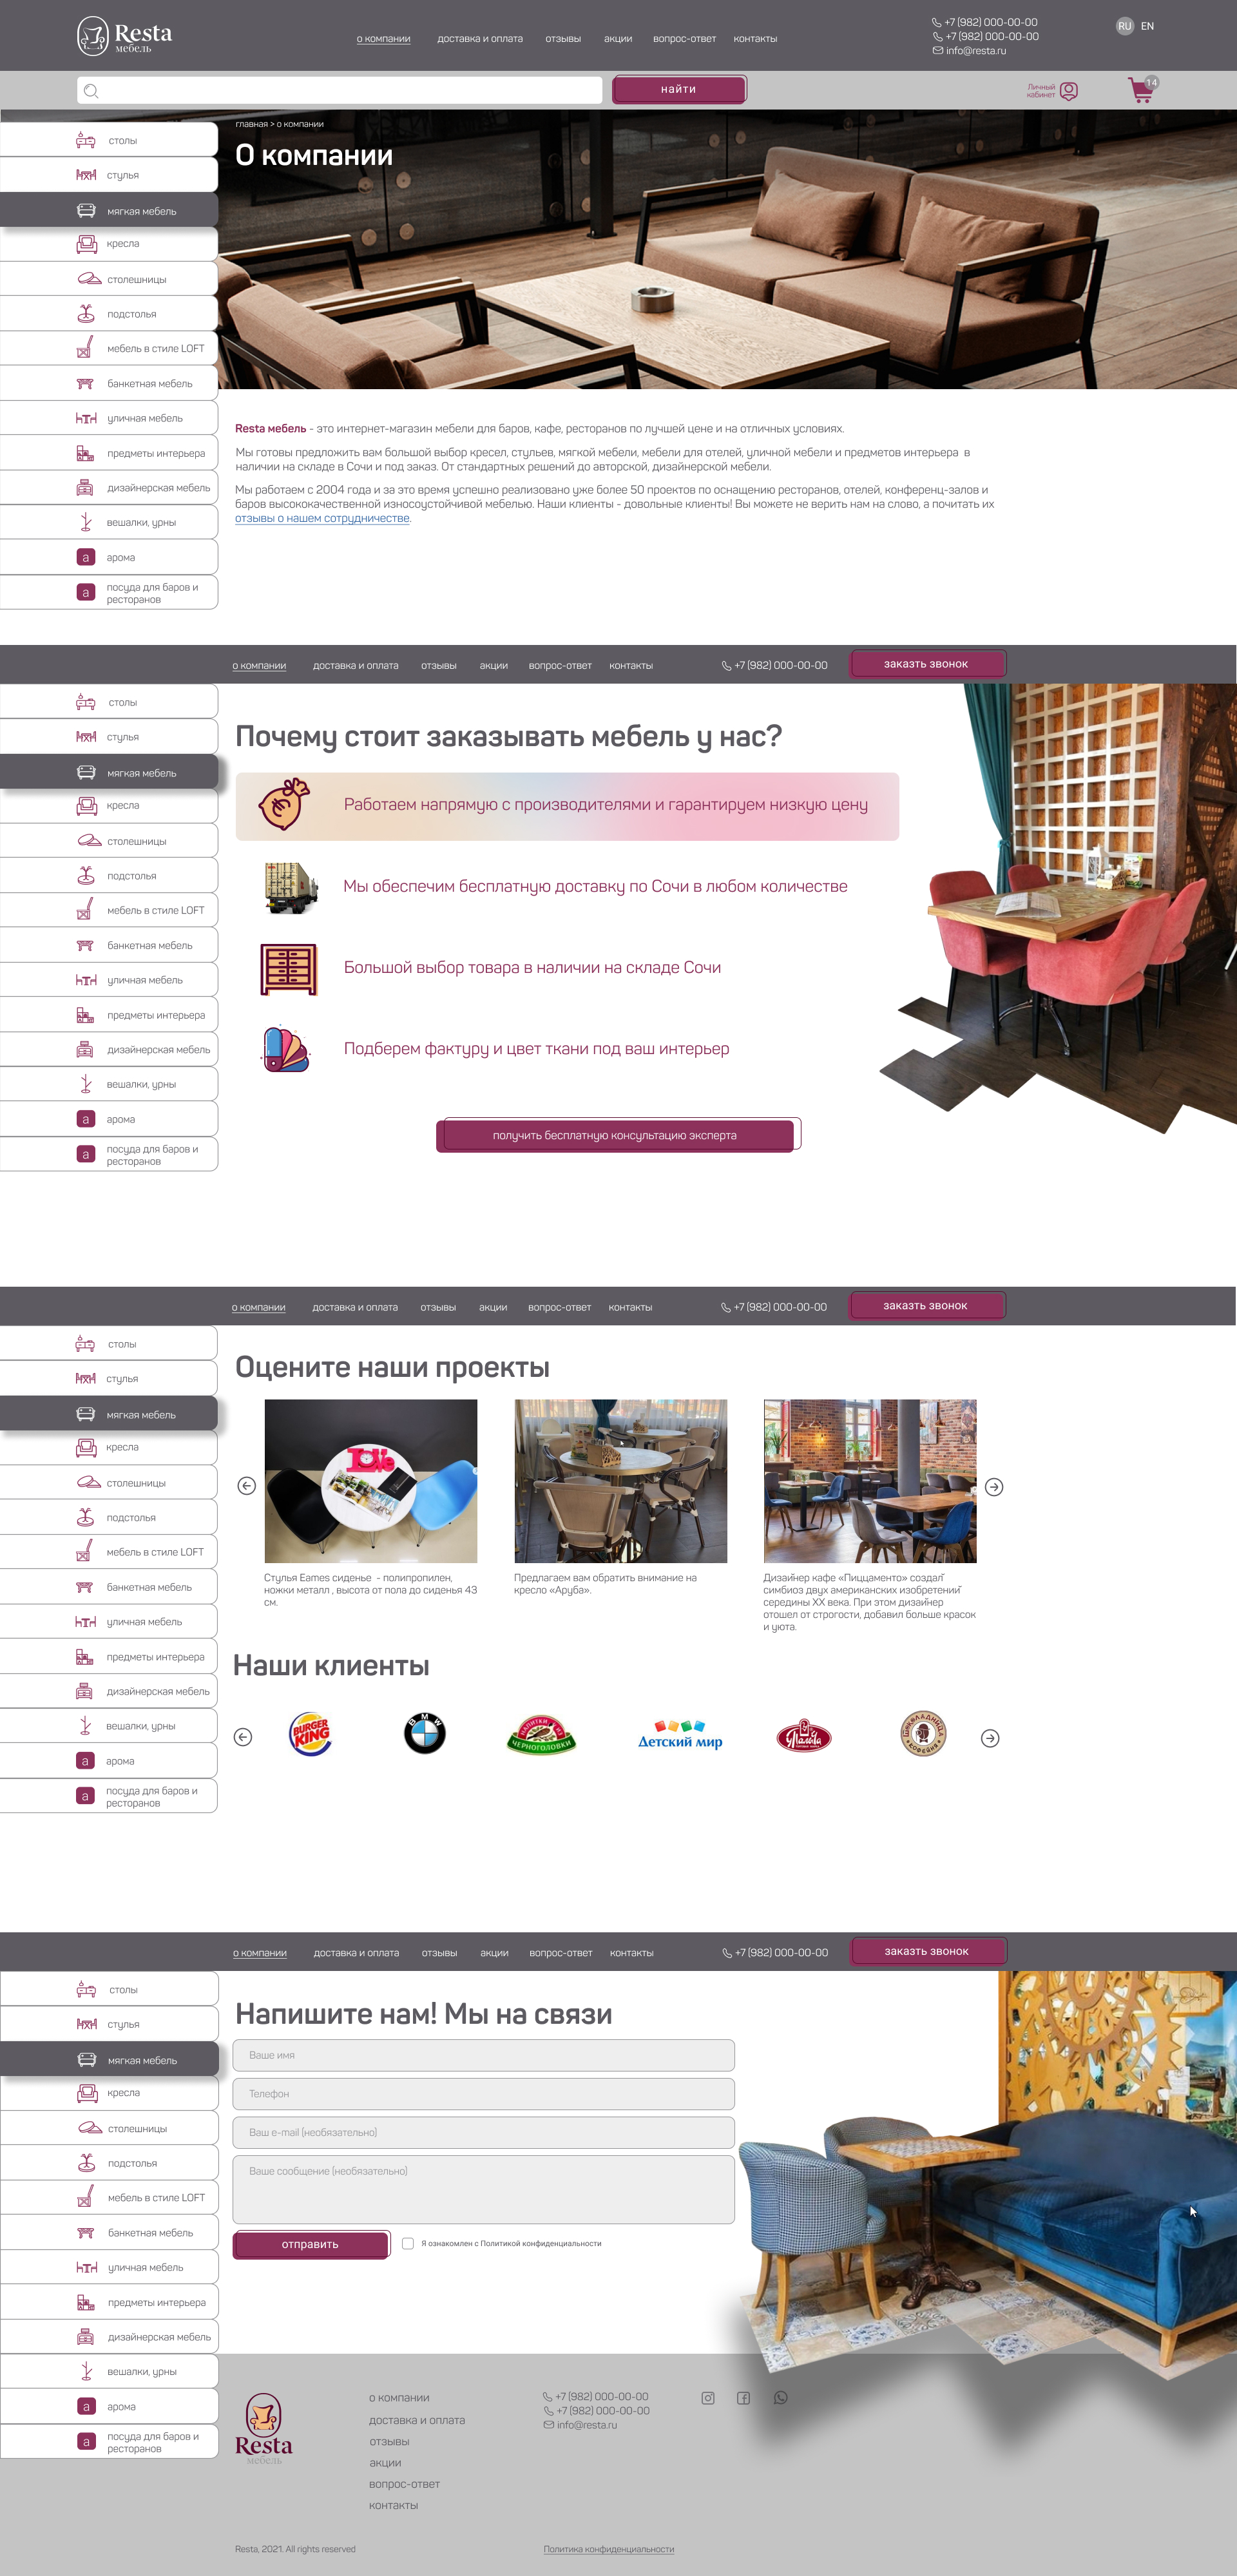 Resta
мебель
о компании доставка и оплата отзывы акции вопрос-ответ контакты
+7 (982) 000-00-00
+7 (982) 000-00-00
info@resta.ru
RU EN
найти
Личный
кабинет
14
столы
стулья
мягкая мебель
кресла
столешницы
подстолья
мебель в стиле LOFT
банкетная мебель
уличная мебель
предметы интерьера
дизайнерская мебель
вешалки, урны
а арома
а посуда для баров и
ресторанов
главная > о компании
О компании
Resta мебель - это интернет-магазин мебели для баров, кафе, ресторанов по лучшей цене и на отличных условиях.
Мы готовы предложить вам большой выбор кресел, стульев, мягкой мебели, мебели для отелей, уличной мебели и предметов интерьера в
наличии на складе в Сочи и под заказ. От стандартных решений до авторской, дизайнерской мебели.
Мы работаем с 2004 года и за это время успешно реализовано уже более 50 проектов по оснащению ресторанов, отелей, конференц-залов и
баров высококачественной износоустойчивой мебелью. Наши клиенты - довольные клиенты! Вы можете не верить нам на слово, а почитать их
отзывы о нашем сотрудничестве.
о компании доставка и оплата отзывы акции вопрос-ответ контакты +7 (982) 000-00-00 заказть звонок
столы
стулья
мягкая мебель
кресла
столешницы
подстолья
мебель в стиле LOFT
банкетная мебель
уличная мебель
предметы интерьера
дизайнерская мебель
вешалки, урны
а арома
а посуда для баров и
ресторанов
Почему стоит заказывать мебель у нас?
Работаем напрямую с производителями и гарантируем низкую цену
Мы обеспечим бесплатную доставку по Сочи в любом количестве
Большой выбор товара в наличии на складе Сочи
Подберем фактуру и цвет ткани под ваш интерьер
получить бесплатную консультацию эксперта
о компании доставка и оплата отзывы акции вопрос-ответ контакты +7 (982) 000-00-00 заказть звонок
столы
стулья
мягкая мебель
кресла
столешницы
подстолья
мебель в стиле LOFT
банкетная мебель
уличная мебель
предметы интерьера
дизайнерская мебель
вешалки, урны
а арома
а посуда для баров и
ресторанов
Оцените наши проекты
Стулья Eames сиденье - полипропилен,
ножки металл , высота от пола до сиденья 43
см.
Предлагаем вам обратить внимание на
кресло «Аруба».
Дизайнер кафе «Пиццаменто» создал
симбиоз двух американских изобретений
середины XX века. При этом дизайнер
отошел от строгости, добавил больше красок
и уюта.
Наши клиенты
BURGER
KING
BMW
НАПИТКИ ИЗ
ЧЕРНОГОЛОВКИ
Детский мир
Палыча
ШОКОЛАДНИЦА
КОФЕЙНЯ
о компании доставка и оплата отзывы акции вопрос-ответ контакты +7 (982) 000-00-00 заказть звонок
столы
стулья
мягкая мебель
кресла
столешницы
подстолья
мебель в стиле LOFT
банкетная мебель
уличная мебель
предметы интерьера
дизайнерская мебель
вешалки, урны
а арома
а посуда для баров и
ресторанов
Напишите нам! Мы на связи
Ваше имя
Телефон
Ваш e-mail (необязательно)
Ваше сообщение (необязательно)
отправить
Я ознакомлен с Политикой конфиденциальности
Resta
мебель
о компании
доставка и оплата
отзывы
акции
вопрос-ответ
контакты
+7 (982) 000-00-00
+7 (982) 000-00-00
info@resta.ru
Resta, 2021. All rights reserved
Политика конфиденциальности